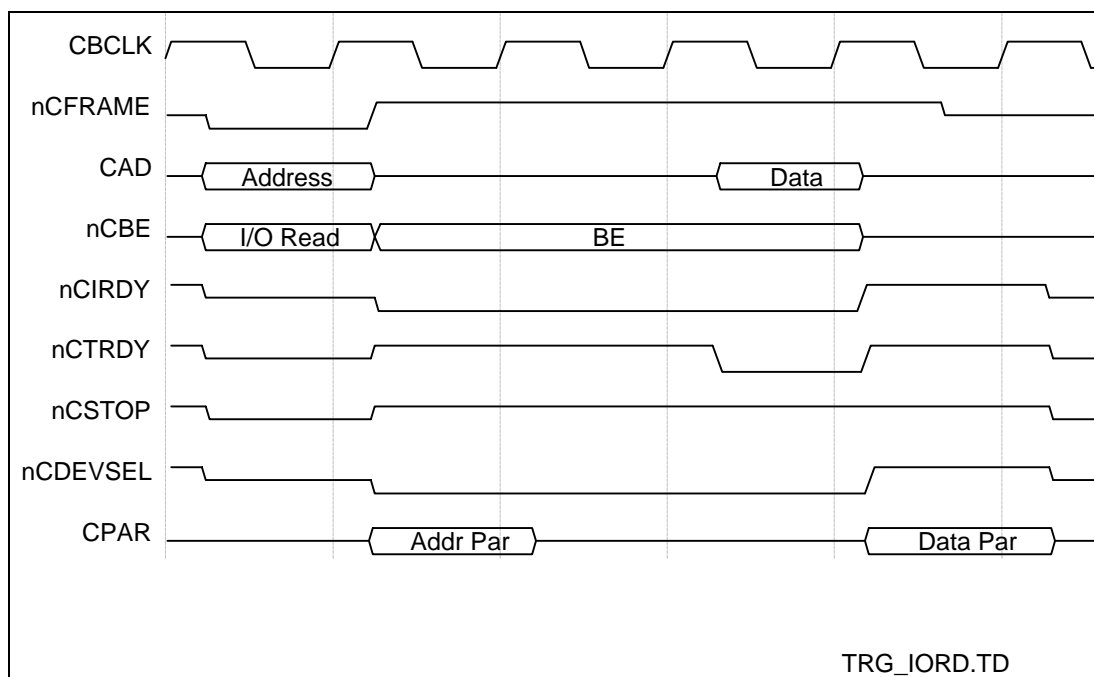 CBCLK
nCFRAME
CAD Address Data
nCBE I/O Read BE
nCIRDY
nCTRDY
nCSTOP
nCDEVSEL
CPAR Addr Par Data Par
TRG_IORD.TD